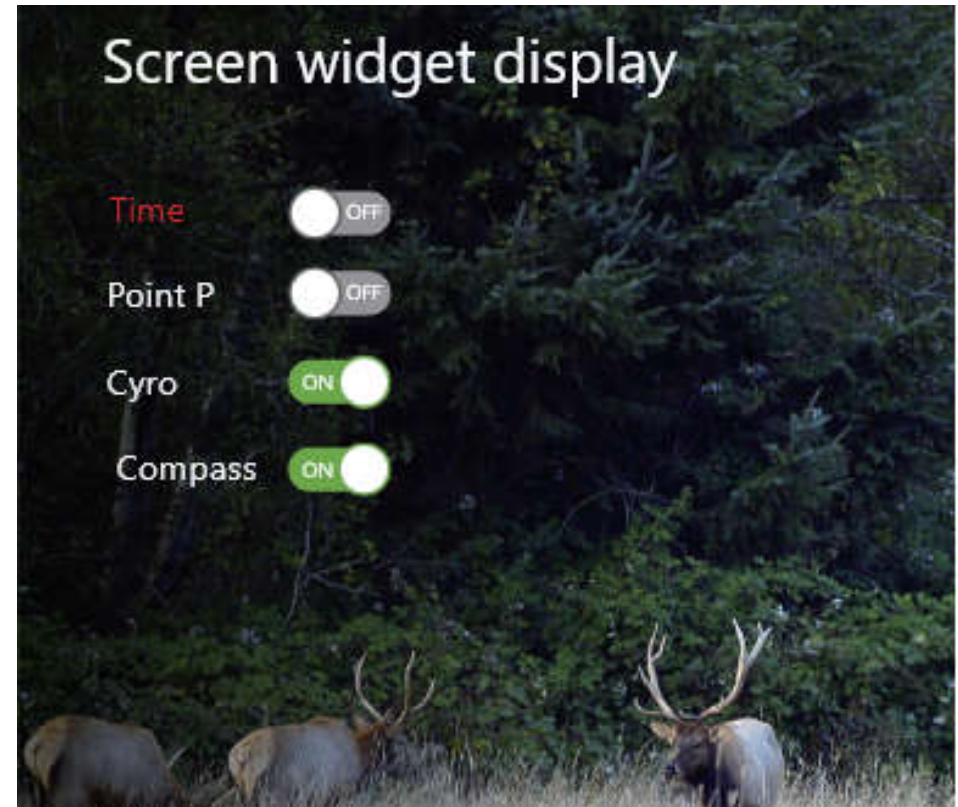 Screen widget display
Time OFF
Point P OFF
Cyro ON
Compass ON